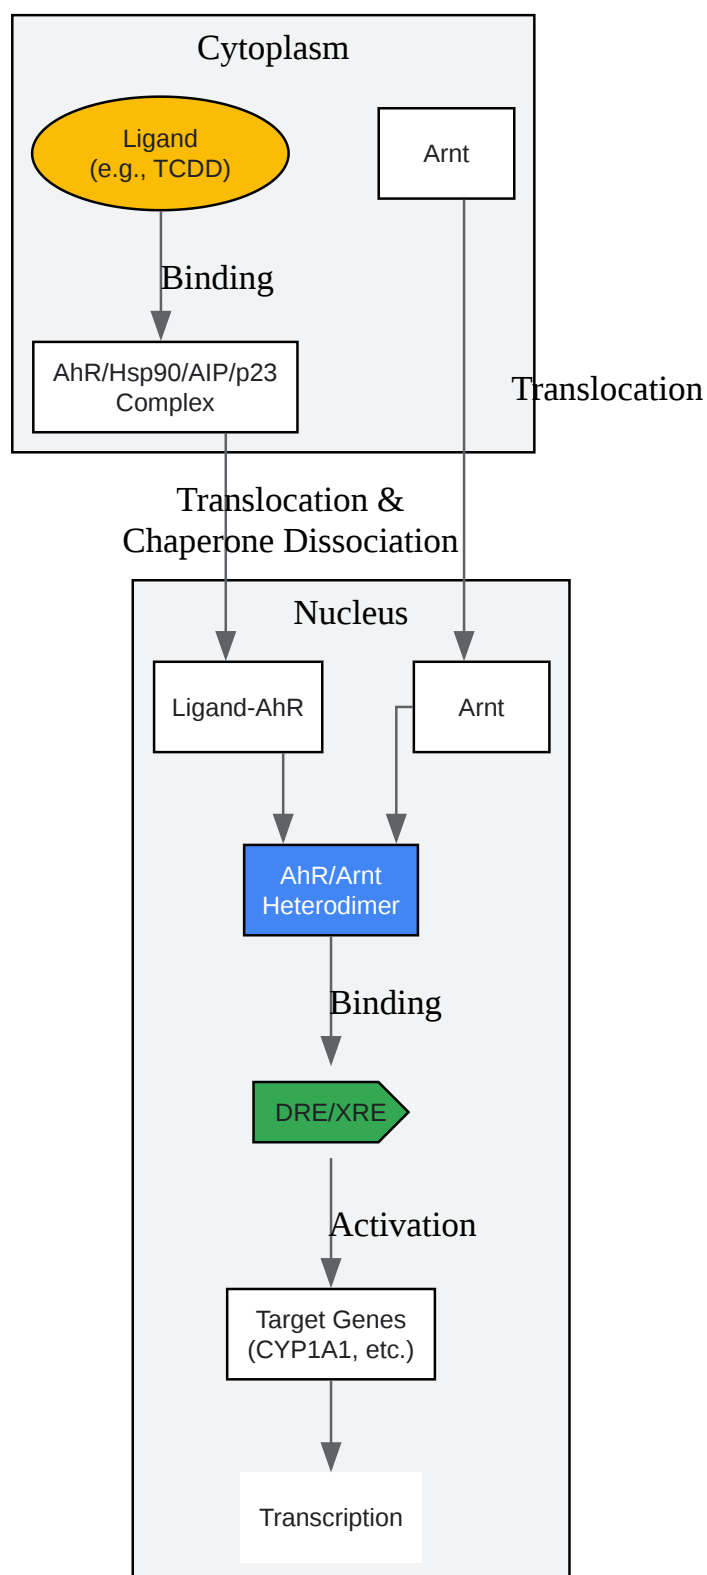 Cytoplasm
Ligand
(e.g., TCDD)
Arnt
Binding
AhR/Hsp90/AIP/p23
Complex
Translocation
Translocation &
Chaperone Dissociation
Nucleus
Ligand-AhR
Arnt
AhR/Arnt
Heterodimer
Binding
DRE/XRE
Activation
Target Genes
(CYP1A1, etc.)
Transcription